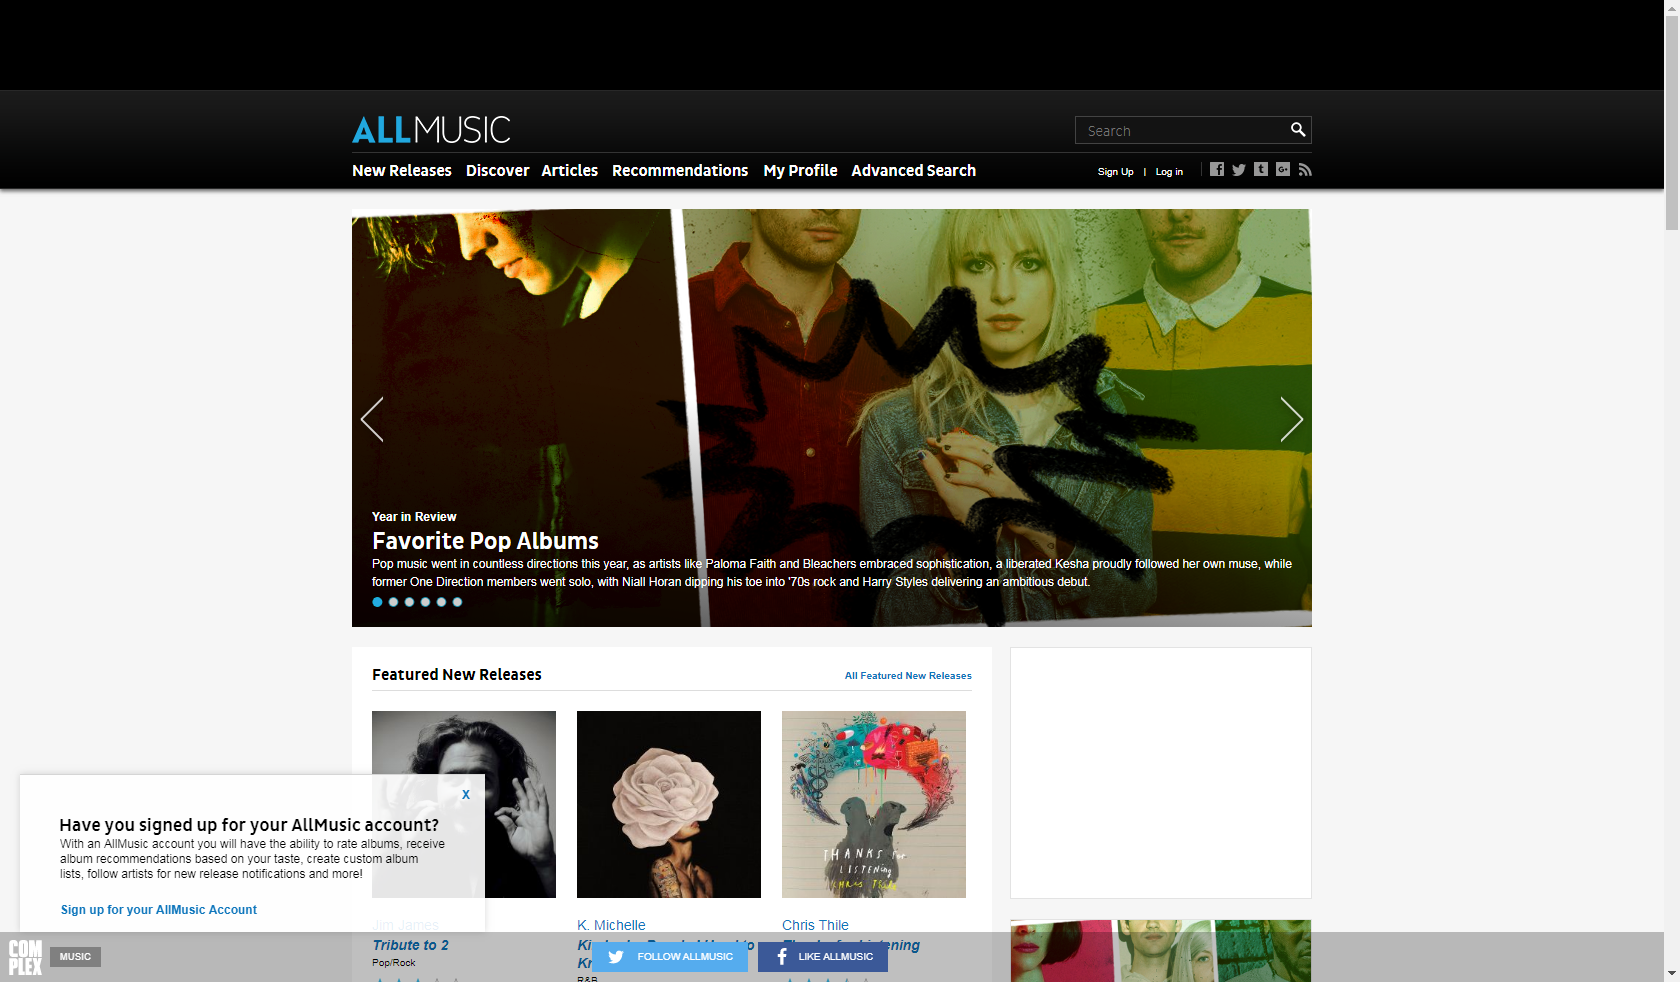 ALLMUSIC
Search
New Releases Discover Articles Recommendations My Profile Advanced Search
Sign Up | Log in
Year in Review
Favorite Pop Albums
Pop music went in countless directions this year, as artists like Paloma Faith and Bleachers embraced sophistication, a liberated Kesha proudly followed her own muse, while
former One Direction members went solo, with Niall Horan dipping his toe into '70s rock and Harry Styles delivering an ambitious debut.
Featured New Releases
All Featured New Releases
THANKS for
LISTENING
CHRIS THILE
X
Have you signed up for your AllMusic account?
With an AllMusic account you will have the ability to rate albums, receive
album recommendations based on your taste, create custom album
lists, follow artists for new release notifications and more!
Sign up for your AllMusic Account
Jim James
Tribute to 2
Pop/Rock
K. Michelle
R&B
Chris Thile
Thanks for Listening
COMPLEX
MUSIC
FOLLOW ALLMUSIC
LIKE ALLMUSIC